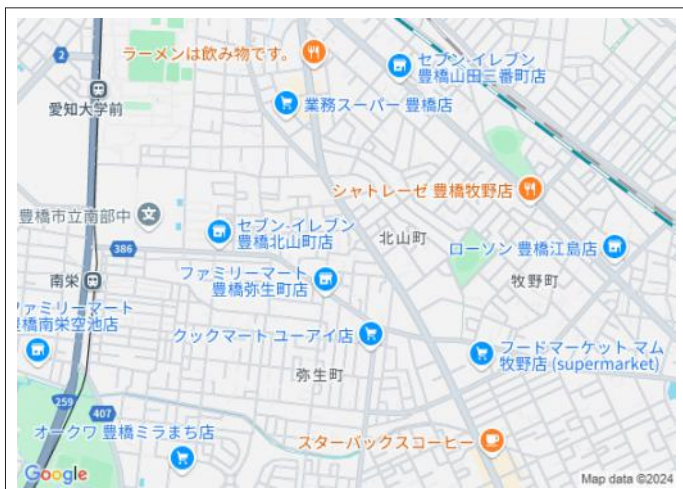 ラーメンは飲み物です。
セブン-イレブン
豊橋山田三番町店
2
愛知大学前
業務スーパー 豊橋店
シャトレーゼ 豊橋牧野店
豊橋市立南部中
文
セブン-イレブン
豊橋北山町店
北山町
ローソン 豊橋江島店
386
南栄
ファミリーマート
豊橋弥生町店
牧野町
ファミリーマート
豊橋南栄空池店
クックマート ユーアイ店
フードマーケット マム
牧野店 (supermarket)
弥生町
259
407
オークワ 豊橋ミラまち店
スターバックスコーヒー
Google
Map data ©2024